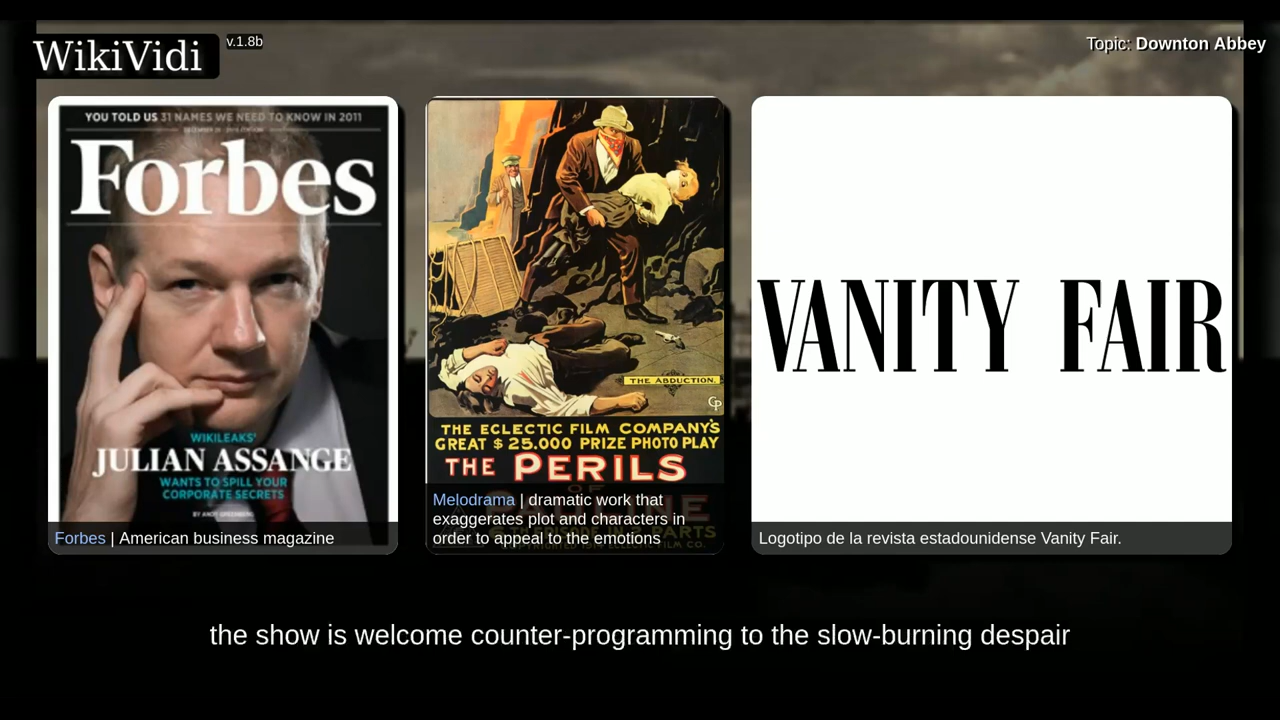 WikiVidi
v.1.8b
Topic: Downton Abbey
YOU TOLD US 31 NAMES WE NEED TO KNOW IN 2011
Forbes
WIKILEAKS'
JULIAN ASSANGE
WANTS TO SPILL YOUR
CORPORATE SECRETS
BY ANDY GREENBERG
Forbes | American business magazine
THE ABDUCTION.
THE ECLECTIC FILM COMPANY'S
GREAT $ 25.000 PRIZE PHOTO PLAY
THE PERILS
OF
Melodrama | dramatic work that
exaggerates plot and characters in
order to appeal to the emotions
VANITY FAIR
Logotipo de la revista estadounidense Vanity Fair.
the show is welcome counter-programming to the slow-burning despair